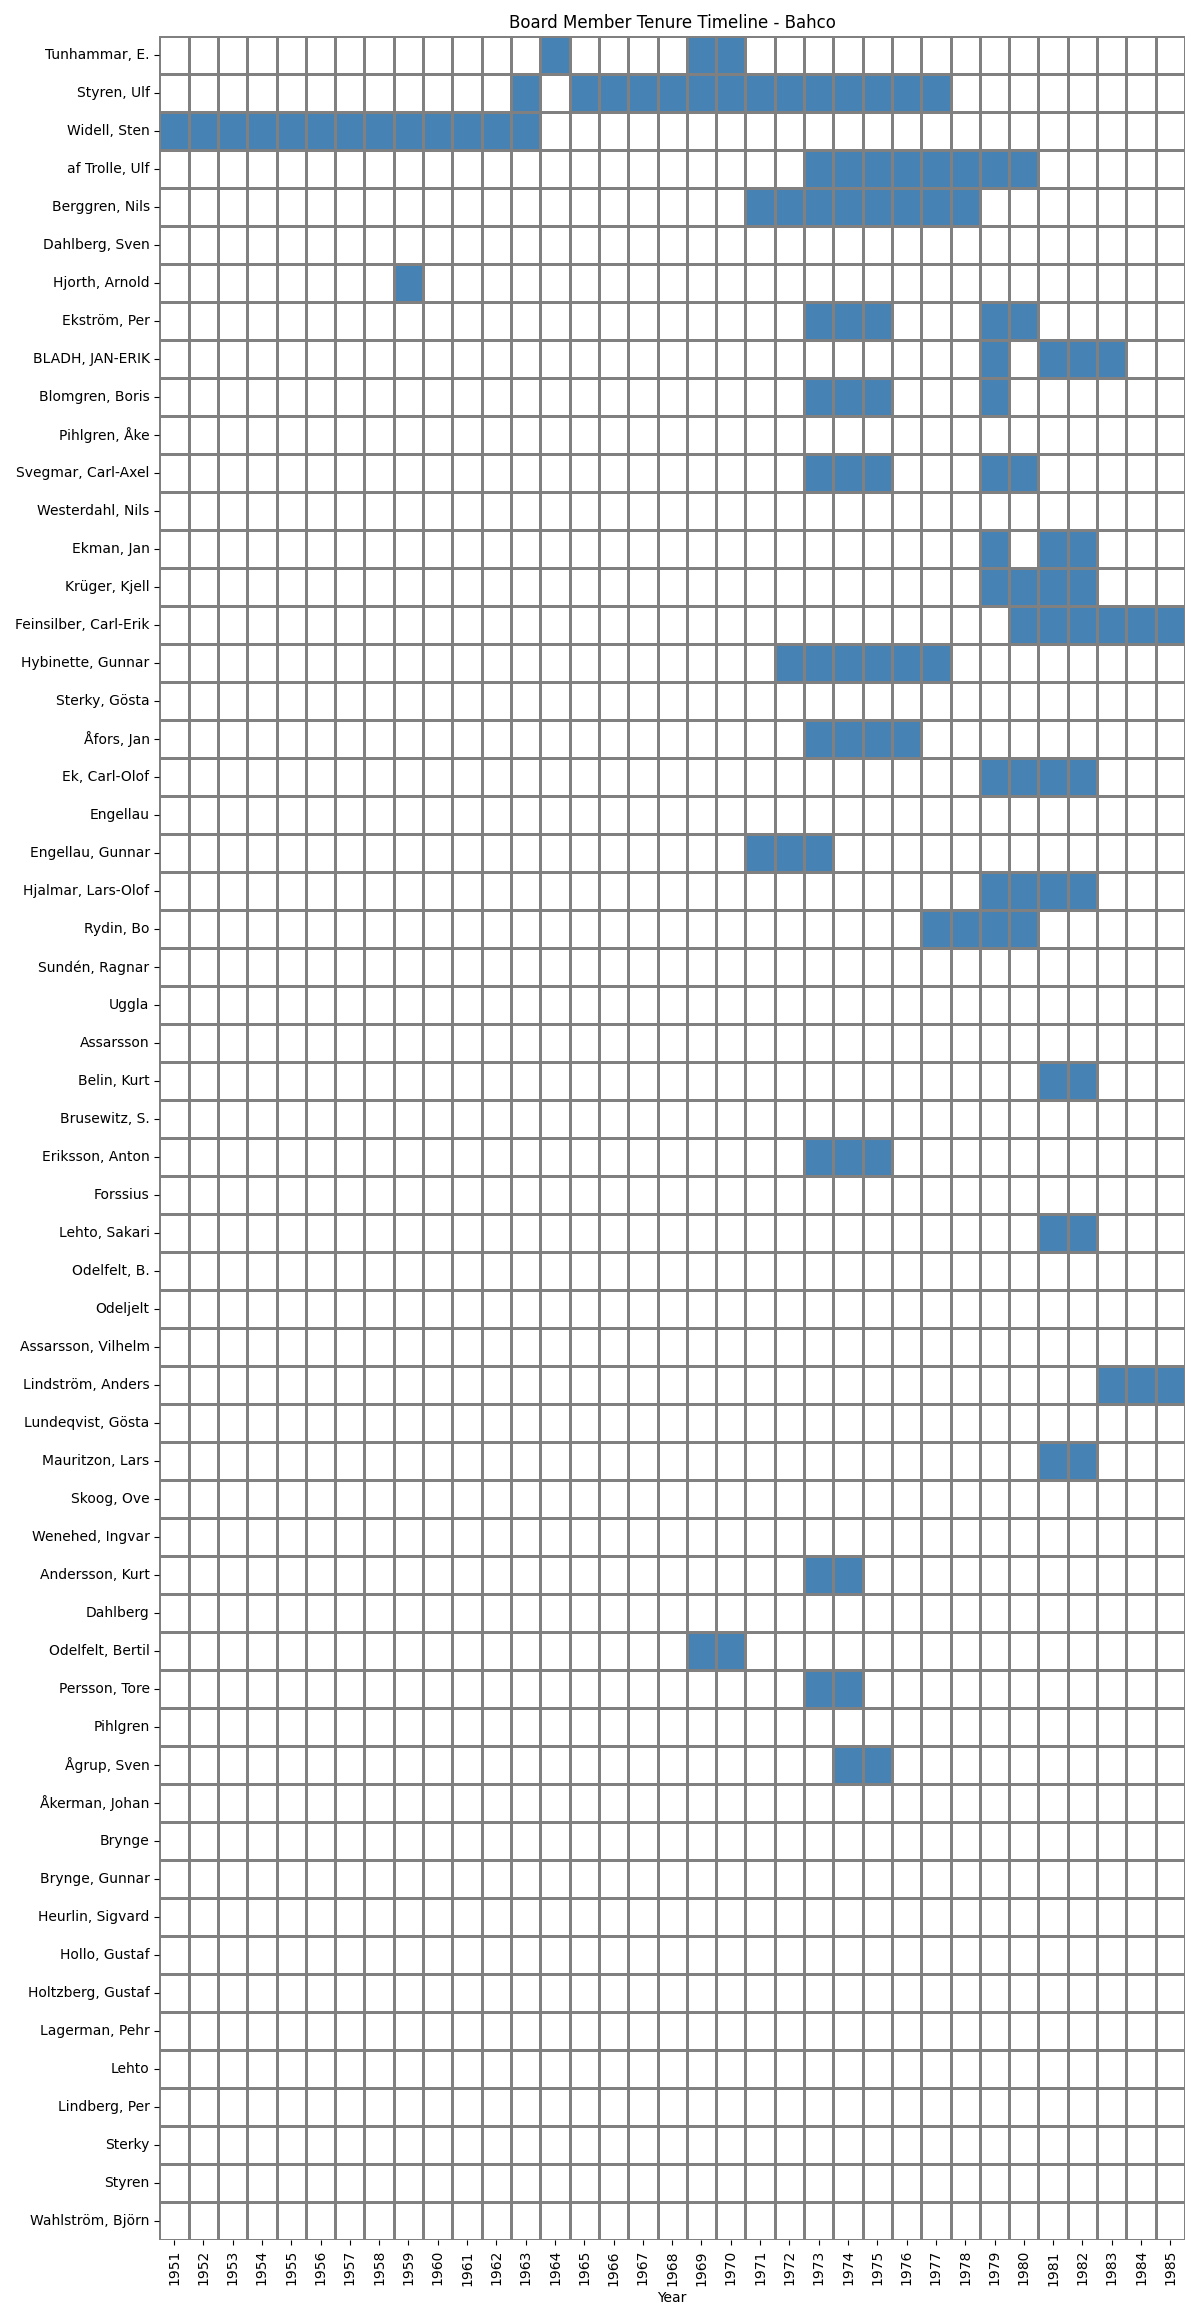 Board Member Tenure Timeline - Bahco
Tunhammar, E.
Styren, Ulf
Widell, Sten
af Trolle, Ulf
Berggren, Nils
Dahlberg, Sven
Hjorth, Arnold
Ekström, Per
BLADH, JAN-ERIK
Blomgren, Boris
Pihlgren, Åke
Svegmar, Carl-Axel
Westerdahl, Nils
Ekman, Jan
Krüger, Kjell
Feinsilber, Carl-Erik
Hybinette, Gunnar
Sterky, Gösta
Åfors, Jan
Ek, Carl-Olof
Engellau
Engellau, Gunnar
Hjalmar, Lars-Olof
Rydin, Bo
Sundén, Ragnar
Uggla
Assarsson
Belin, Kurt
Brusewitz, S.
Eriksson, Anton
Forssius
Lehto, Sakari
Odelfelt, B.
Odeljelt
Assarsson, Vilhelm
Lindström, Anders
Lundeqvist, Gösta
Mauritzon, Lars
Skoog, Ove
Wenehed, Ingvar
Andersson, Kurt
Dahlberg
Odelfelt, Bertil
Persson, Tore
Pihlgren
Ågrup, Sven
Åkerman, Johan
Brynge
Brynge, Gunnar
Heurlin, Sigvard
Hollo, Gustaf
Holtzberg, Gustaf
Lagerman, Pehr
Lehto
Lindberg, Per
Sterky
Styren
Wahlström, Björn
1951 1952 1953 1954 1955 1956 1957 1958 1959 1960 1961 1962 1963 1964 1965 1966 1967 1968 1969 1970 1971 1972 1973 1974 1975 1976 1977 1978 1979 1980 1981 1982 1983 1984 1985
Year